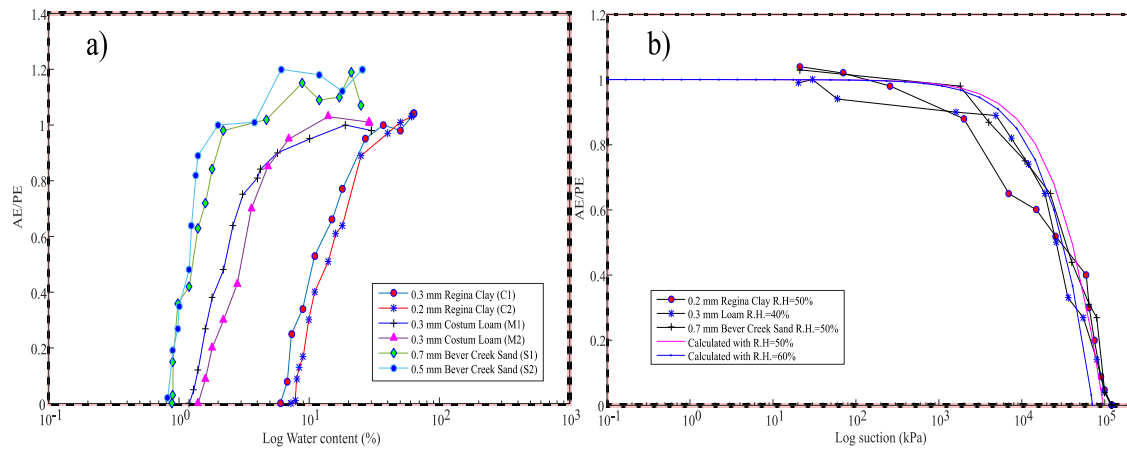 a)
1.4
1.2
1.0
0.8
0.6
0.4
0.2
0
AE/PE
10-1
100
101
102
103
Log Water content (%)
0.3 mm Regina Clay (C1)
0.2 mm Regina Clay (C2)
0.3 mm Costum Loam (M1)
0.3 mm Costum Loam (M2)
0.7 mm Bever Creek Sand (S1)
0.5 mm Bever Creek Sand (S2)
b)
1.2
1
0.8
0.6
0.4
0.2
0
AE/PE
10-1
100
101
102
103
104
105
Log suction (kPa)
0.2 mm Regina Clay R.H=50%
0.3 mm Loam R.H.=40%
0.7 mm Bever Creek Sand R.H.=50%
Calculated with R.H=50%
Calculated with R.H.=60%